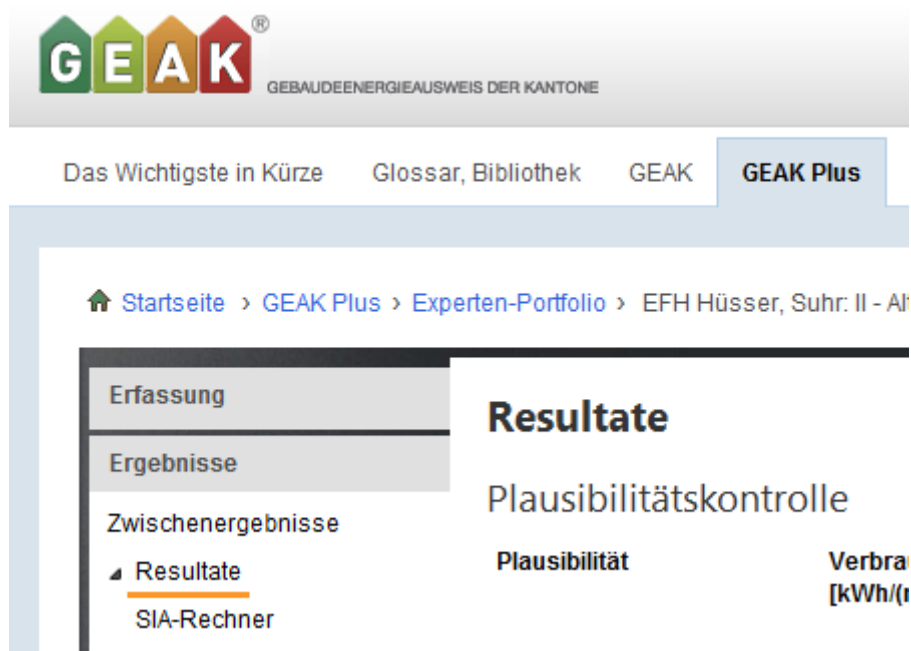 GEAK®
GEBAUDEENERGIEAUSWEIS DER KANTONE
Das Wichtigste in Kürze Glossar, Bibliothek GEAK GEAK Plus
Startseite › GEAK Plus › Experten-Portfolio › EFH Hüsser, Suhr: II - Al
Erfassung
Ergebnisse
Zwischenergebnisse
Resultate
SIA-Rechner
Resultate
Plausibilitätskontrolle
Plausibilität Verbrau
[kWh/(